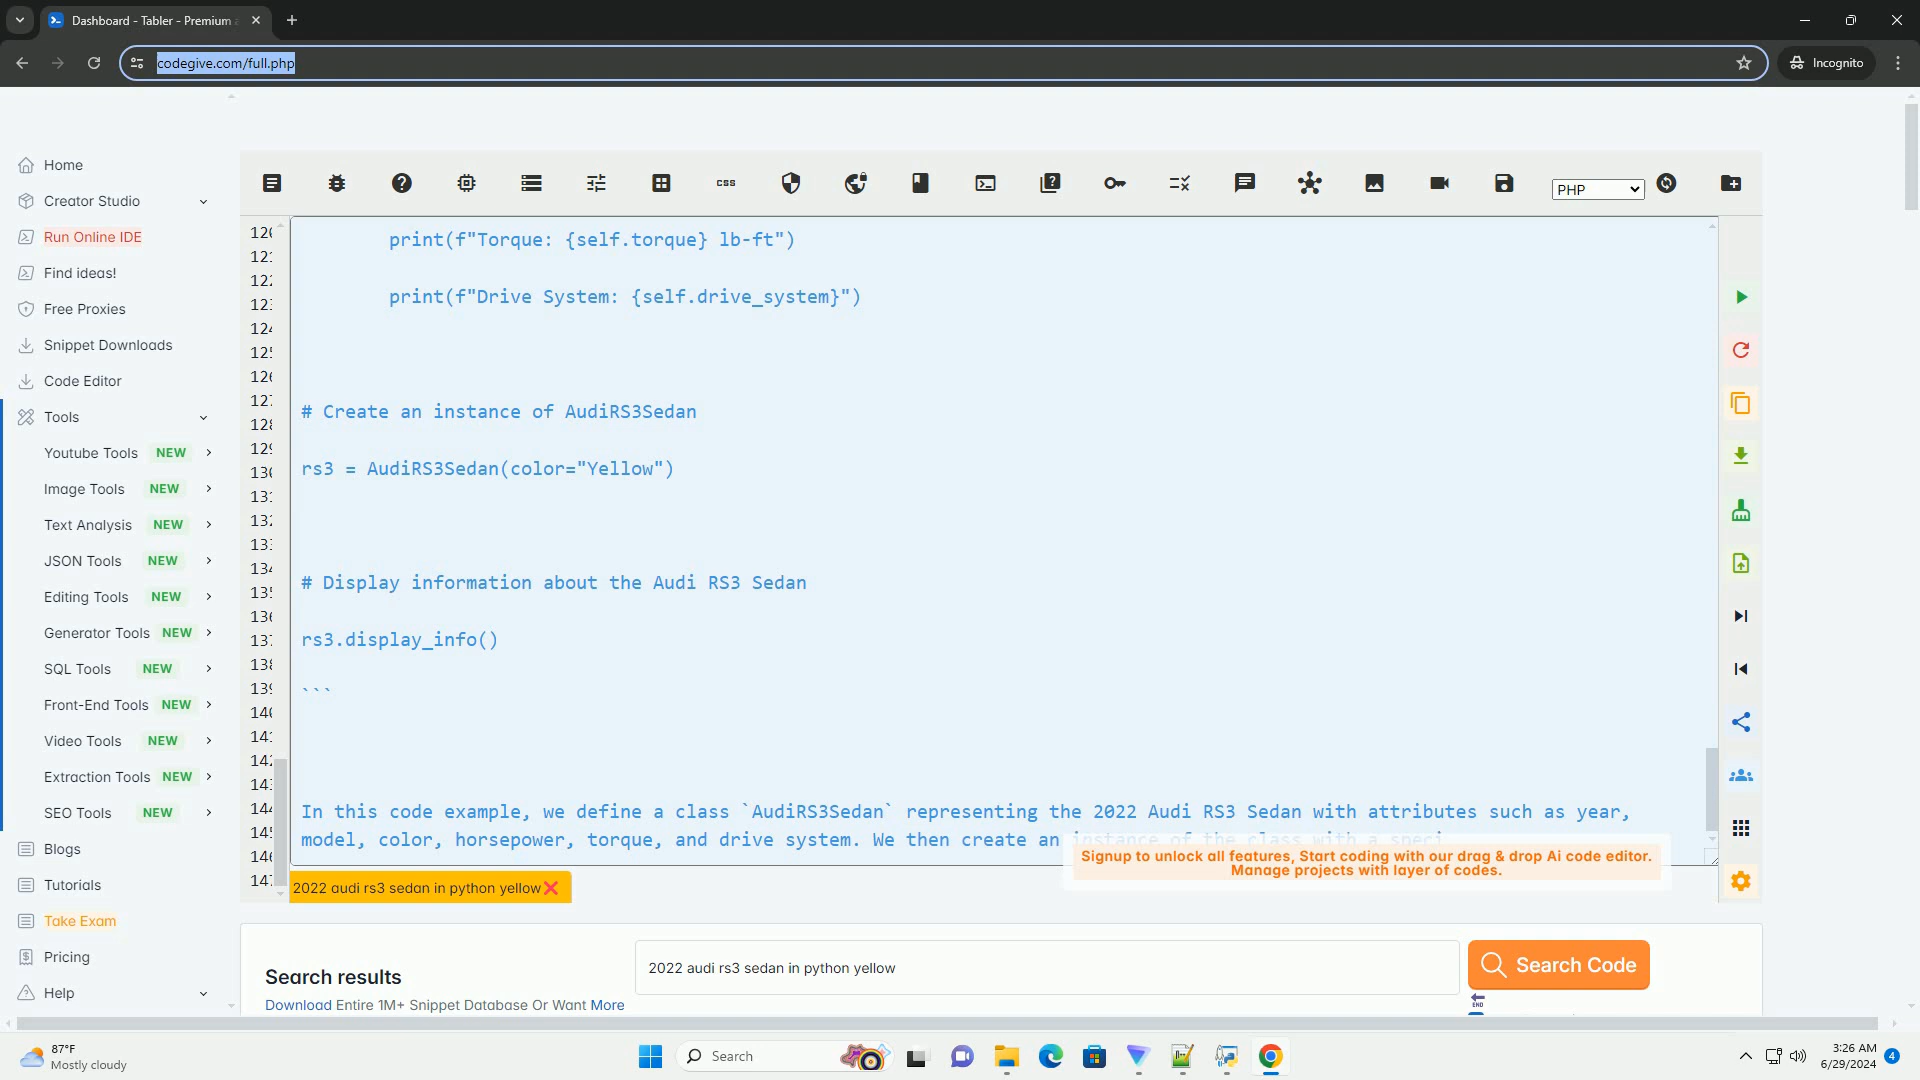 Dashboard - Tabler - Premium
codegive.com/full.php
Incognito
Home
Creator Studio
Run Online IDE
Find ideas!
Free Proxies
Snippet Downloads
Code Editor
Tools
Youtube Tools NEW
Image Tools NEW
Text Analysis NEW
JSON Tools NEW
Editing Tools NEW
Generator Tools NEW
SQL Tools NEW
Front-End Tools NEW
Video Tools NEW
Extraction Tools NEW
SEO Tools NEW
Blogs
Tutorials
Take Exam
Pricing
Help
css
PHP
print(f"Torque: {self.torque} lb-ft")
print(f"Drive System: {self.drive_system}")
# Create an instance of AudiRS3Sedan
rs3 = AudiRS3Sedan(color="Yellow")
# Display information about the Audi RS3 Sedan
rs3.display_info()
```
In this code example, we define a class `AudiRS3Sedan` representing the 2022 Audi RS3 Sedan with attributes such as year,
model, color, horsepower, torque, and drive system. We then create an instance of the class with a speci
Signup to unlock all features, Start coding with our drag & drop Ai code editor.
Manage projects with layer of codes.
2022 audi rs3 sedan in python yellow
Search results
2022 audi rs3 sedan in python yellow
Search Code
Download Entire 1M+ Snippet Database Or Want More
END
87°F
Mostly cloudy
Search
3:26 AM
6/29/2024
4